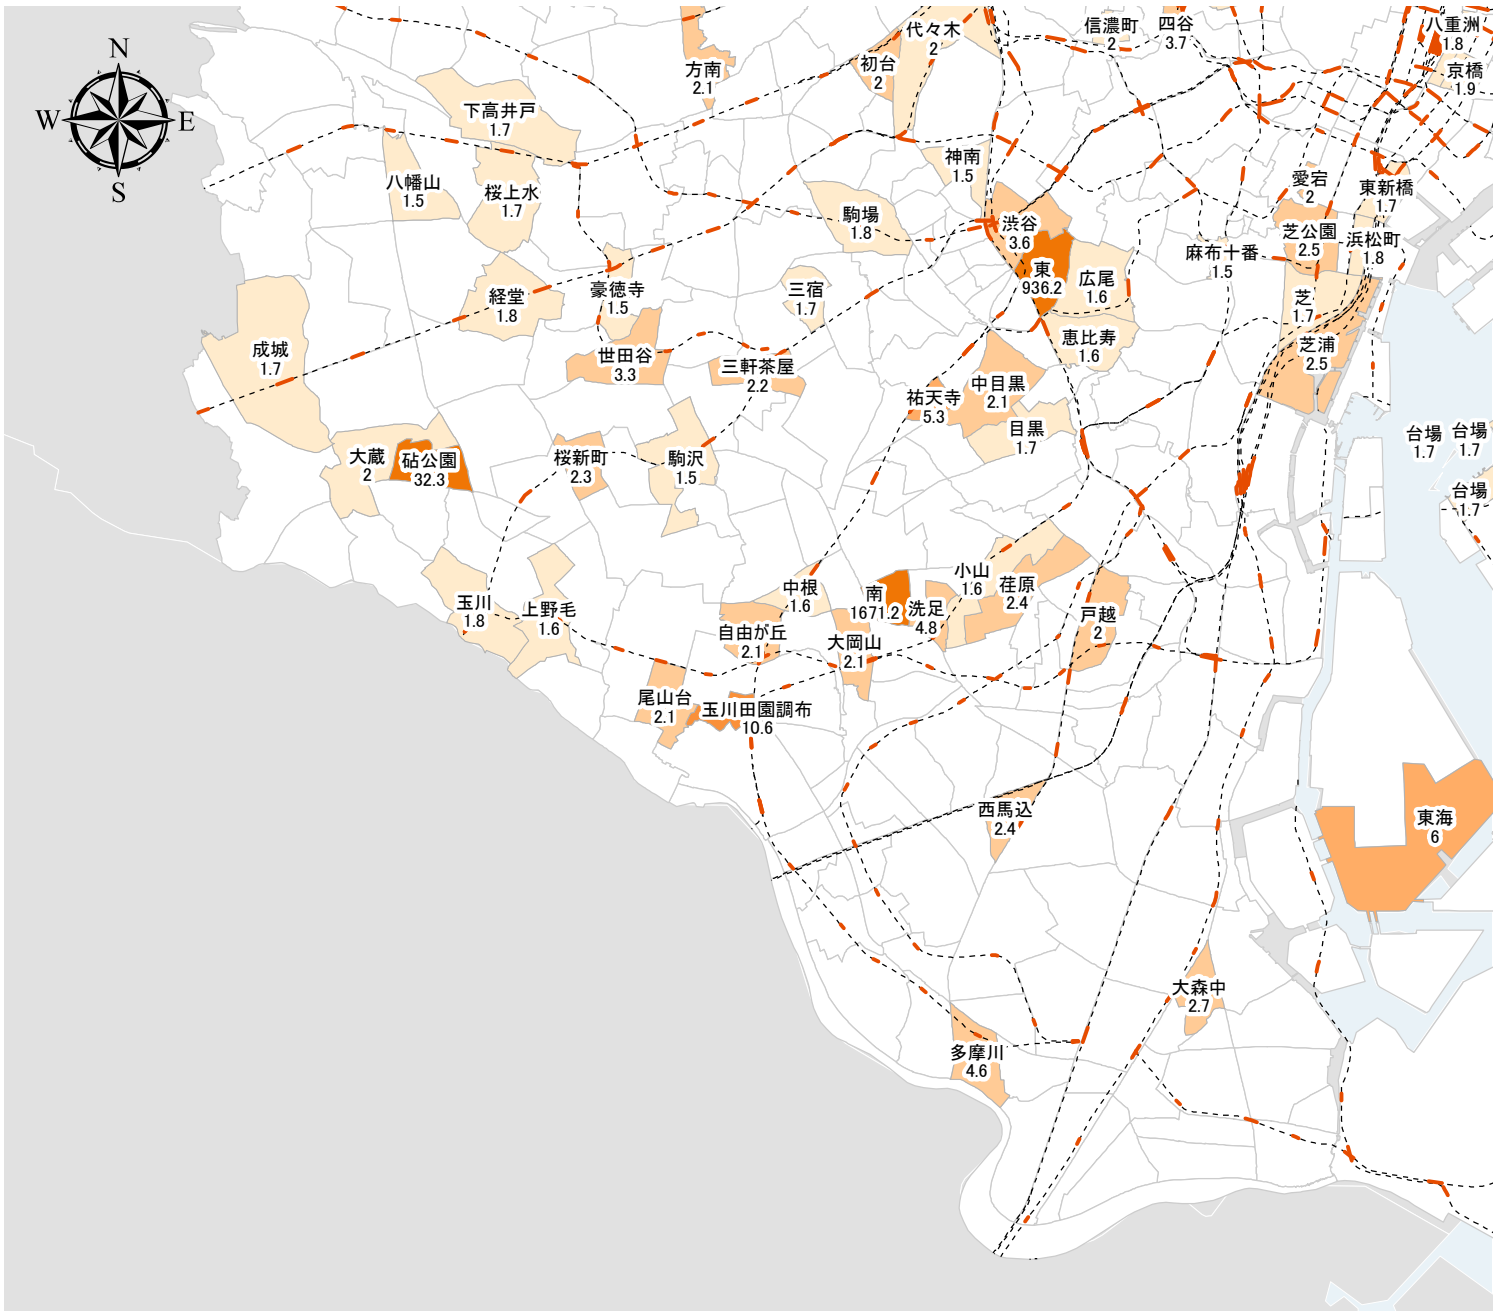 N
W
E
S
代々木
2
信濃町
2
四谷
3.7
八重洲
1.8
方南
2.1
初台
2
京橋
1.9
下高井戸
1.7
神南
1.5
八幡山
1.5
桜上水
1.7
駒場
1.8
愛宕
2
東新橋
1.7
渋谷
3.6
芝公園
2.5
浜松町
1.8
麻布十番
1.5
東
936.2
広尾
1.6
経堂
1.8
豪徳寺
1.5
三宿
1.7
芝
1.7
成城
1.7
世田谷
3.3
三軒茶屋
2.2
恵比寿
1.6
芝浦
2.5
祐天寺
5.3
中目黒
2.1
目黒
1.7
台場
1.7
台場
1.7
大蔵
2
砧公園
32.3
桜新町
2.3
駒沢
1.5
台場
1.7
玉川
1.8
上野毛
1.6
中根
1.6
南
1671.2
洗足
4.8
小山
1.6
荏原
2.4
戸越
2
自由が丘
2.1
大岡山
2.1
尾山台
2.1
玉川田園調布
10.6
西馬込
2.4
東海
6
大森中
2.7
多摩川
4.6